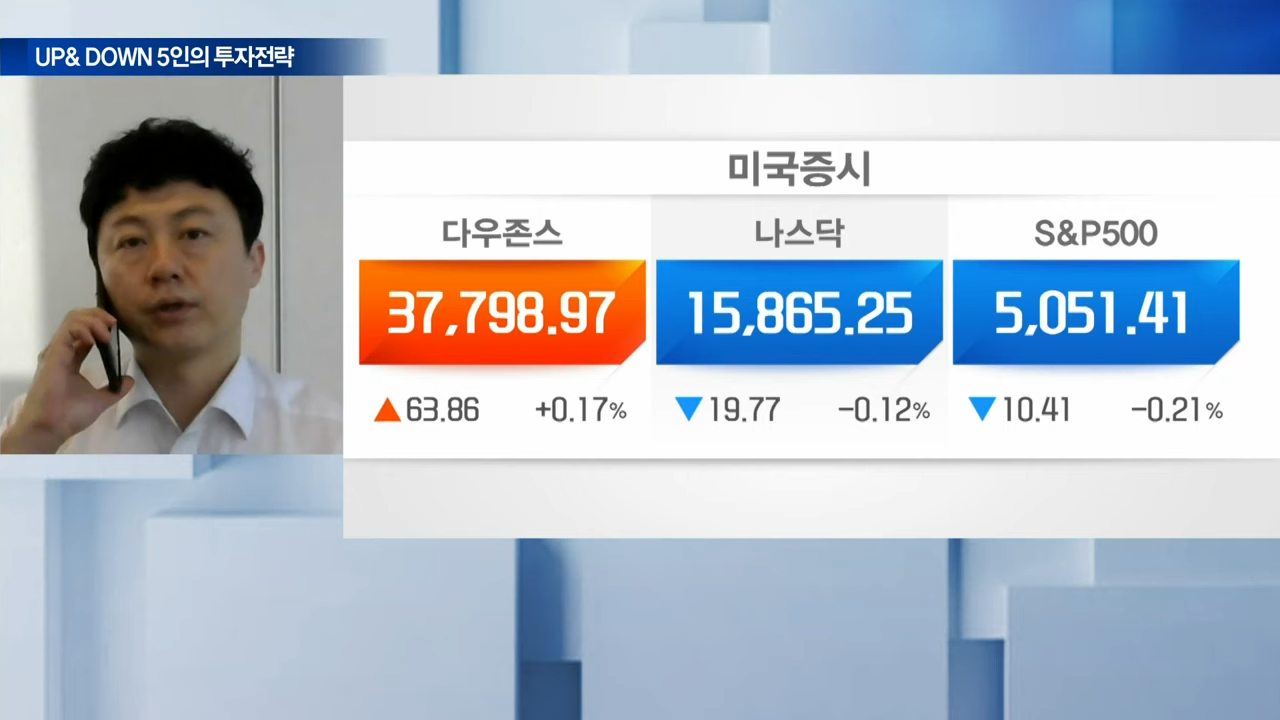 UP& DOWN 5인의 투자전략
미국증시
다우존스
37,798.97
▲ 63.86 +0.17%
나스닥
15,865.25
▼ 19.77 -0.12%
S&P500
5,051.41
▼ 10.41 -0.21%